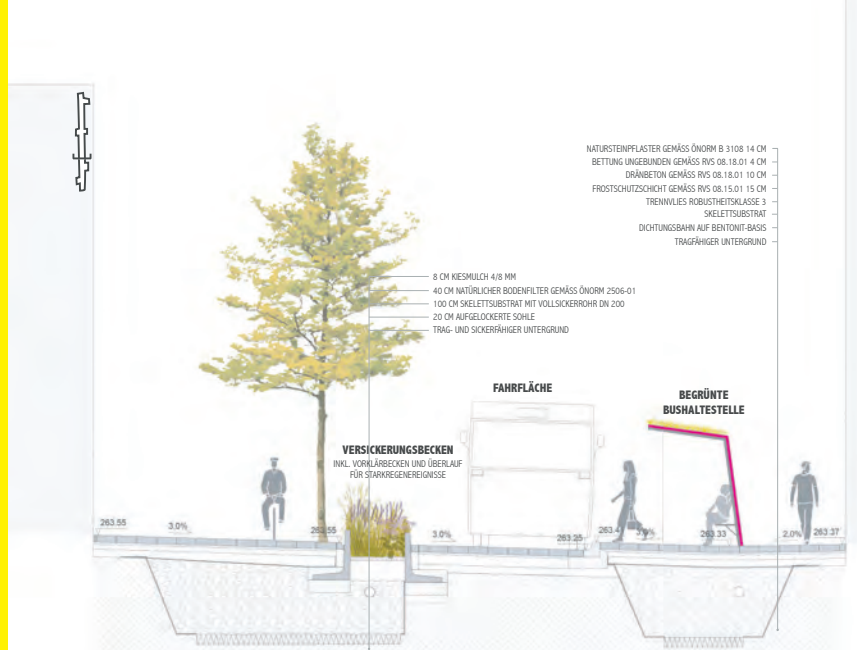 NATURSTEINPFLASTER GEMÄSS ÖNORM B 3108 14 CM
BETTUNG UNGEBUNDEN GEMÄSS RVS 08.18.01 4 CM
DRÄNBETON GEMÄSS RVS 08.18.01 10 CM
FROSTSCHUTZSCHICHT GEMÄSS RVS 08.15.01 15 CM
TRENNVLIES ROBUSTHEITSKLASSE 3
SKELETTSUBSTRAT
DICHTUNGSBAHN AUF BENTONIT-BASIS
TRAGFÄHIGER UNTERGRUND
8 CM KIESMULCH 4/8 MM
40 CM NATÜRLICHER BODENFILTER GEMÄSS ÖNORM 2506-01
100 CM SKELETTSUBSTRAT MIT VOLLSICKERROHR DN 200
20 CM AUFGELOCKERTE SOHLE
TRAG- UND SICKERFÄHIGER UNTERGRUND
FAHRFLÄCHE
BEGRÜNTE
BUSHALTESTELLE
VERSICKERUNGSBECKEN
INKL. VORKLÄRBECKEN UND ÜBERLAUF
FÜR STARKREGENEREIGNISSE
263.55
3.0%
263.55
3.0%
263.25
263.33
2.0%
263.37